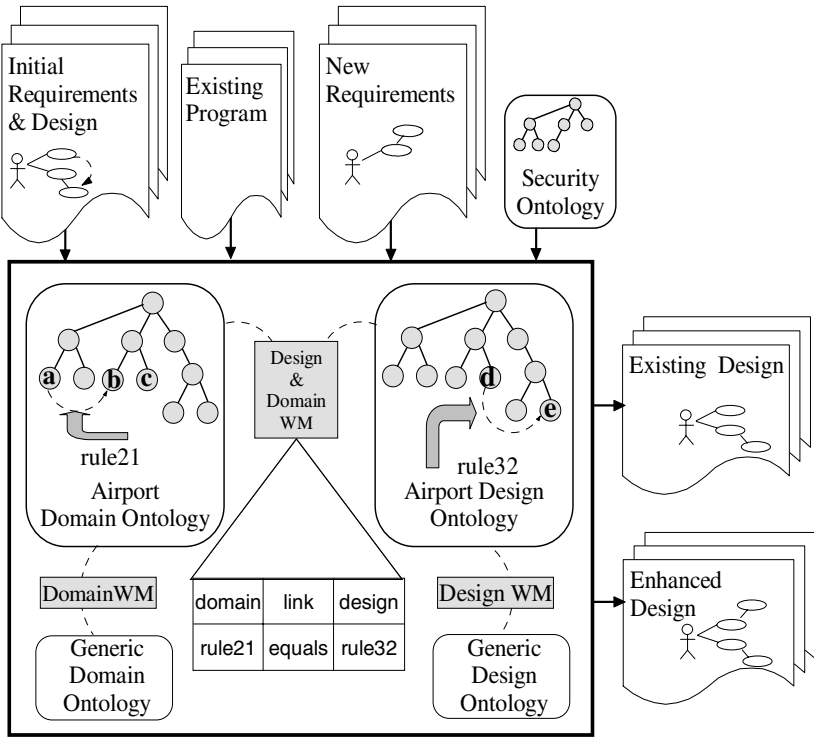 Initial
Requirements
& Design
Existing
Program
New
Requirements
Security
Ontology
a
b
c
rule21
Airport
Domain Ontology
Design
&
Domain
WM
d
e
rule32
Airport Design
Ontology
DomainWM
Generic
Domain
Ontology
domain link design
rule21 equals rule32
Design WM
Generic
Design
Ontology
Existing Design
Enhanced
Design